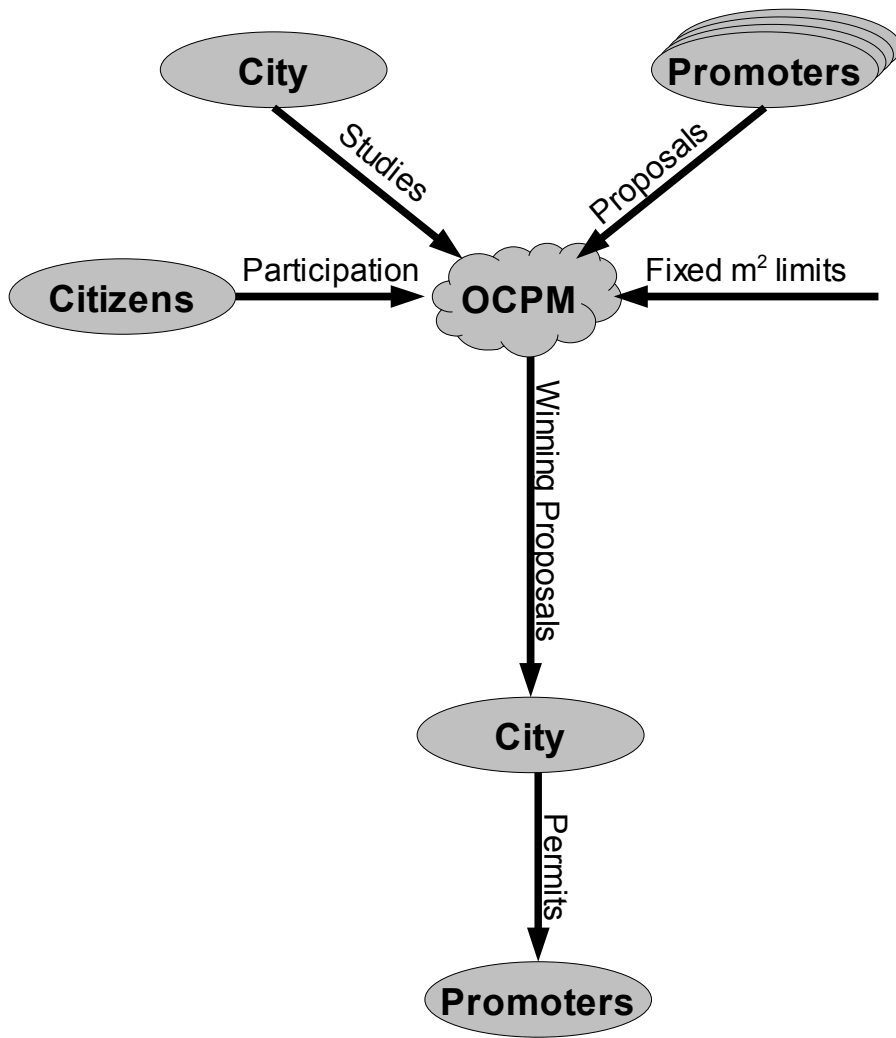 City
Promoters
Studies
Proposals
Participation
Fixed m² limits
Citizens
OCPM
Winning Proposals
City
Permits
Promoters